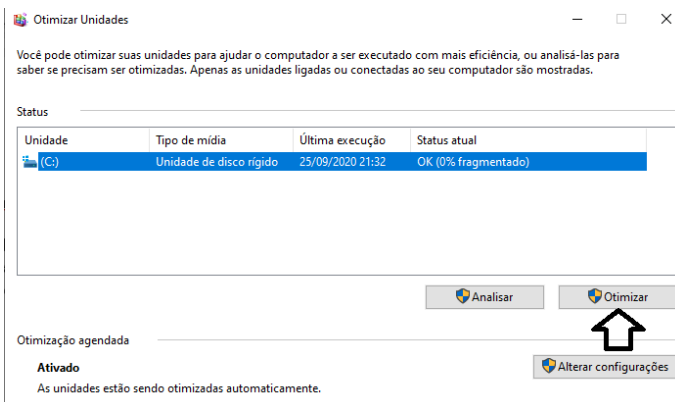 Otimizar Unidades
Você pode otimizar suas unidades para ajudar o computador a ser executado com mais eficiência, ou analisá-las para
saber se precisam ser otimizadas. Apenas as unidades ligadas ou conectadas ao seu computador são mostradas.
Status
Unidade Tipo de mídia Última execução Status atual
(C:) Unidade de disco rígido 25/09/2020 21:32 OK (0% fragmentado)
Analisar Otimizar
Otimização agendada
Ativado Alterar configurações
As unidades estão sendo otimizadas automaticamente.